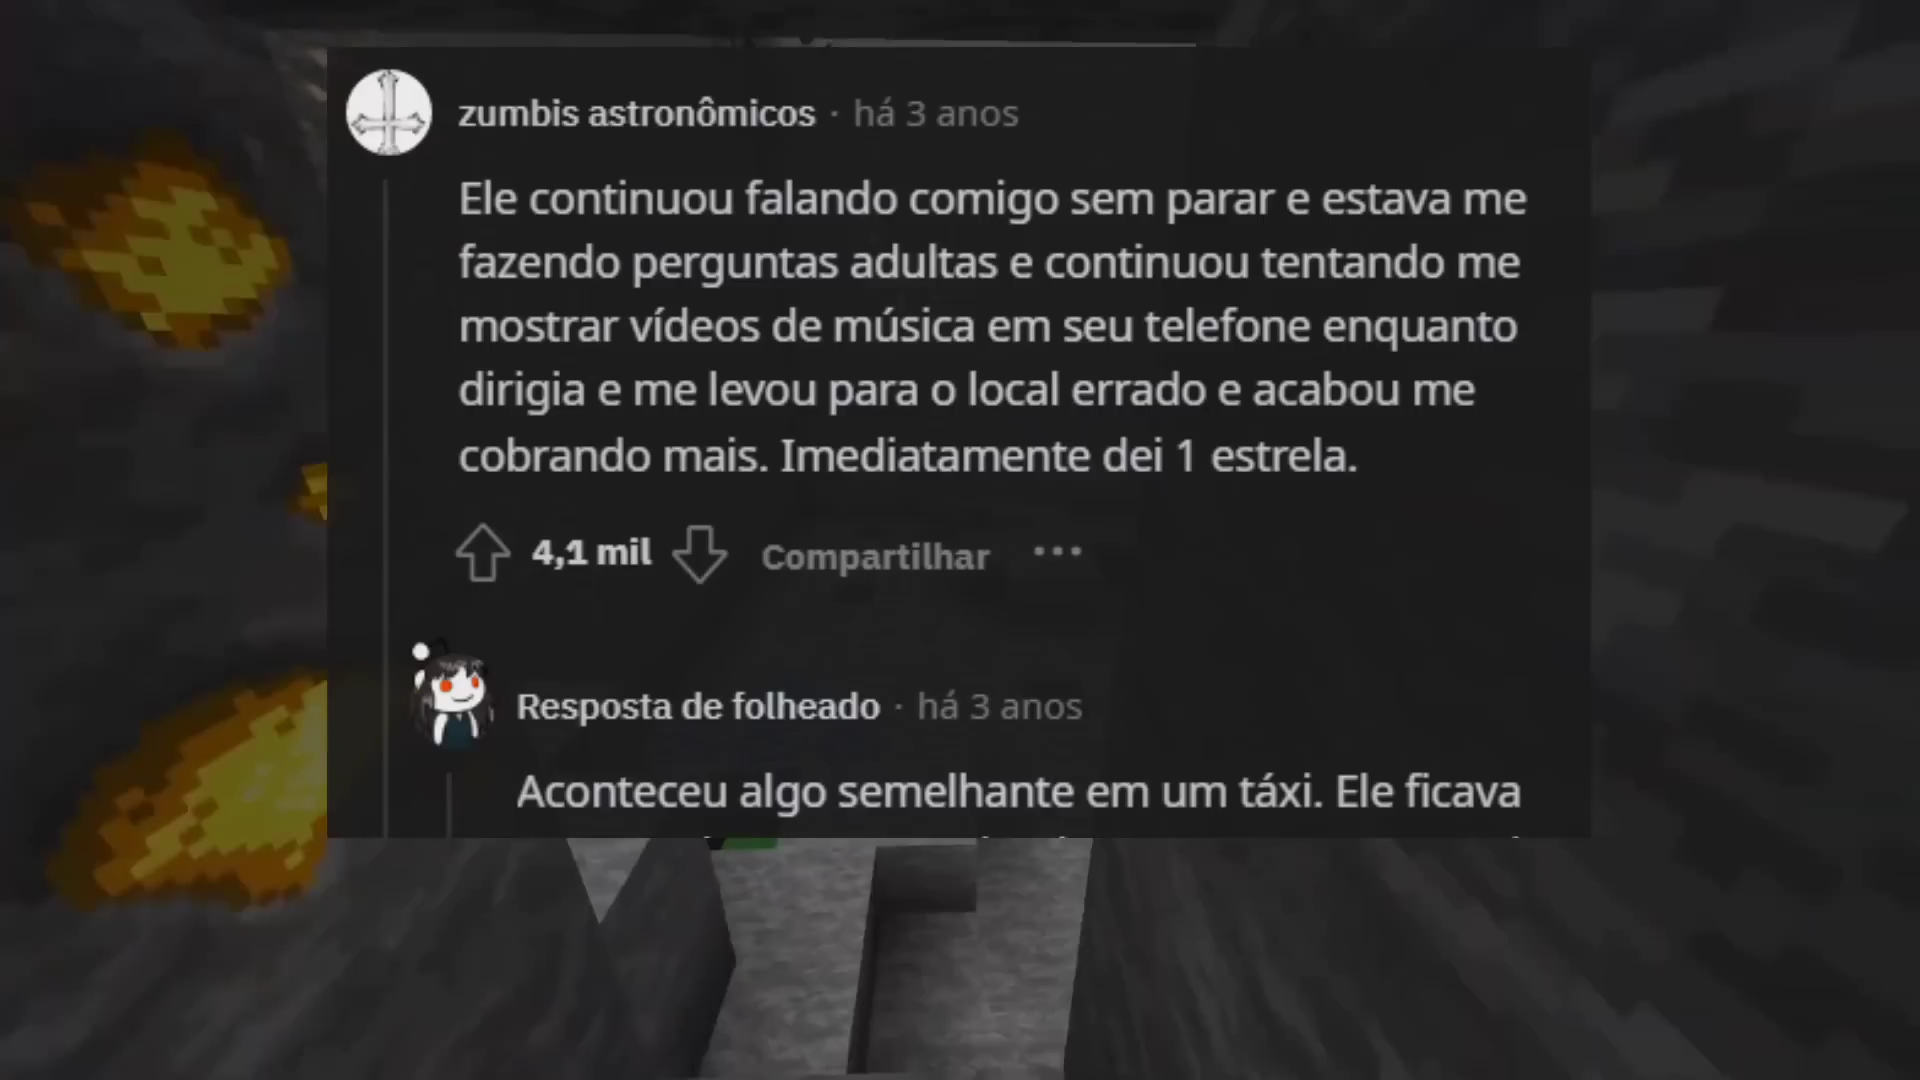 zumbis astronômicos · há 3 anos
Ele continuou falando comigo sem parar e estava me
fazendo perguntas adultas e continuou tentando me
mostrar vídeos de música em seu telefone enquanto
dirigia e me levou para o local errado e acabou me
cobrando mais. Imediatamente dei 1 estrela.
4,1 mil Compartilhar ...
Resposta de folheado · há 3 anos
Aconteceu algo semelhante em um táxi. Ele ficava